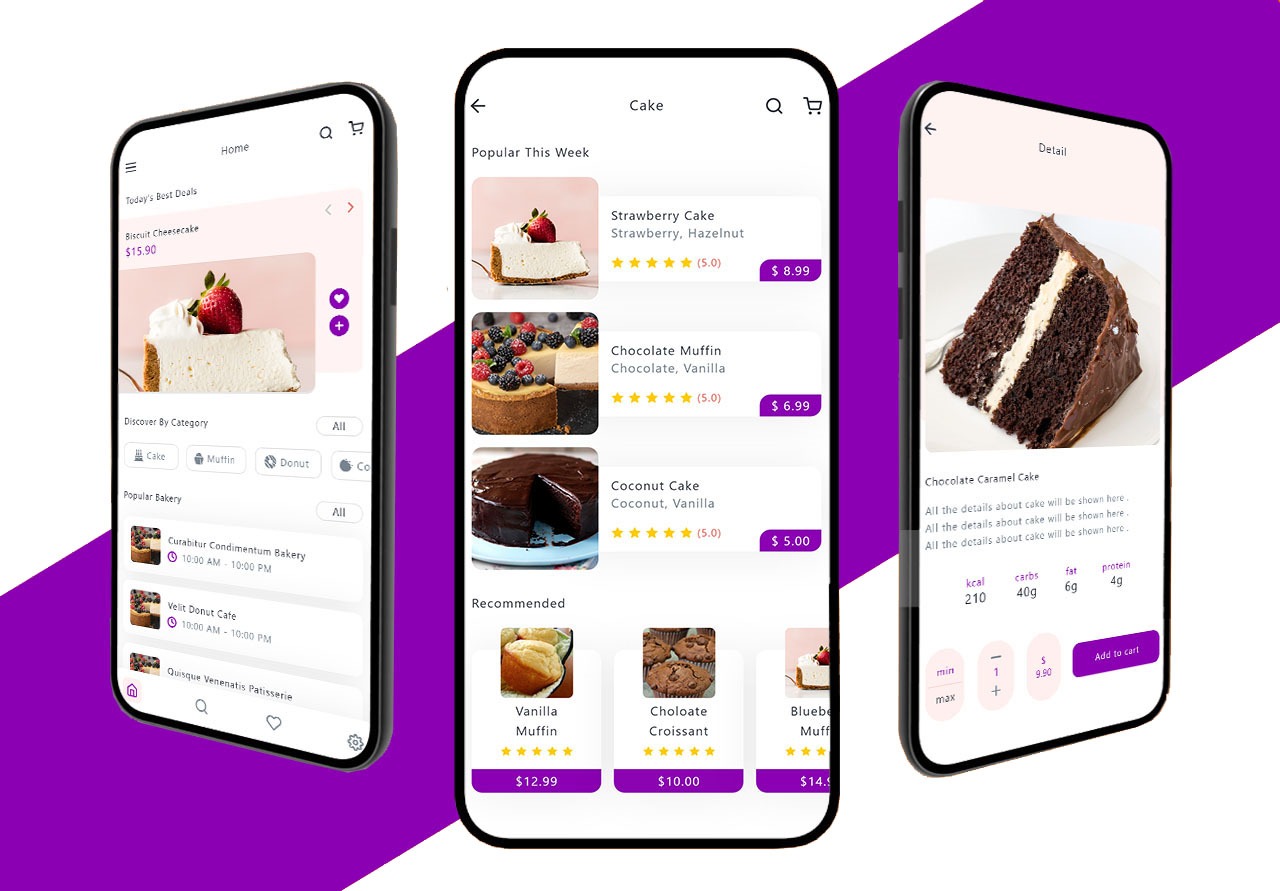 Home
Today's Best Deals
Biscuit Cheesecake
$15.90
Discover By Category
All
Cake
Muffin
Donut
Co
Popular Bakery
All
Curabitur Condimentum Bakery
10:00 AM - 10:00 PM
Velit Donut Cafe
10:00 AM - 10:00 PM
Quisque Venenatis Patisserie
Cake
Popular This Week
Strawberry Cake
Strawberry, Hazelnut
(5.0)
$ 8.99
Chocolate Muffin
Chocolate, Vanilla
(5.0)
$ 6.99
Coconut Cake
Coconut, Vanilla
(5.0)
$ 5.00
Recommended
Vanilla
Muffin
$12.99
Choloate
Croissant
$10.00
Bluebe
Muff
$14.9
Detail
Chocolate Caramel Cake
All the details about cake will be shown here .
All the details about cake will be shown here .
All the details about cake will be shown here .
kcal
210
carbs
40g
fat
6g
protein
4g
min
max
1
$
9.90
Add to cart